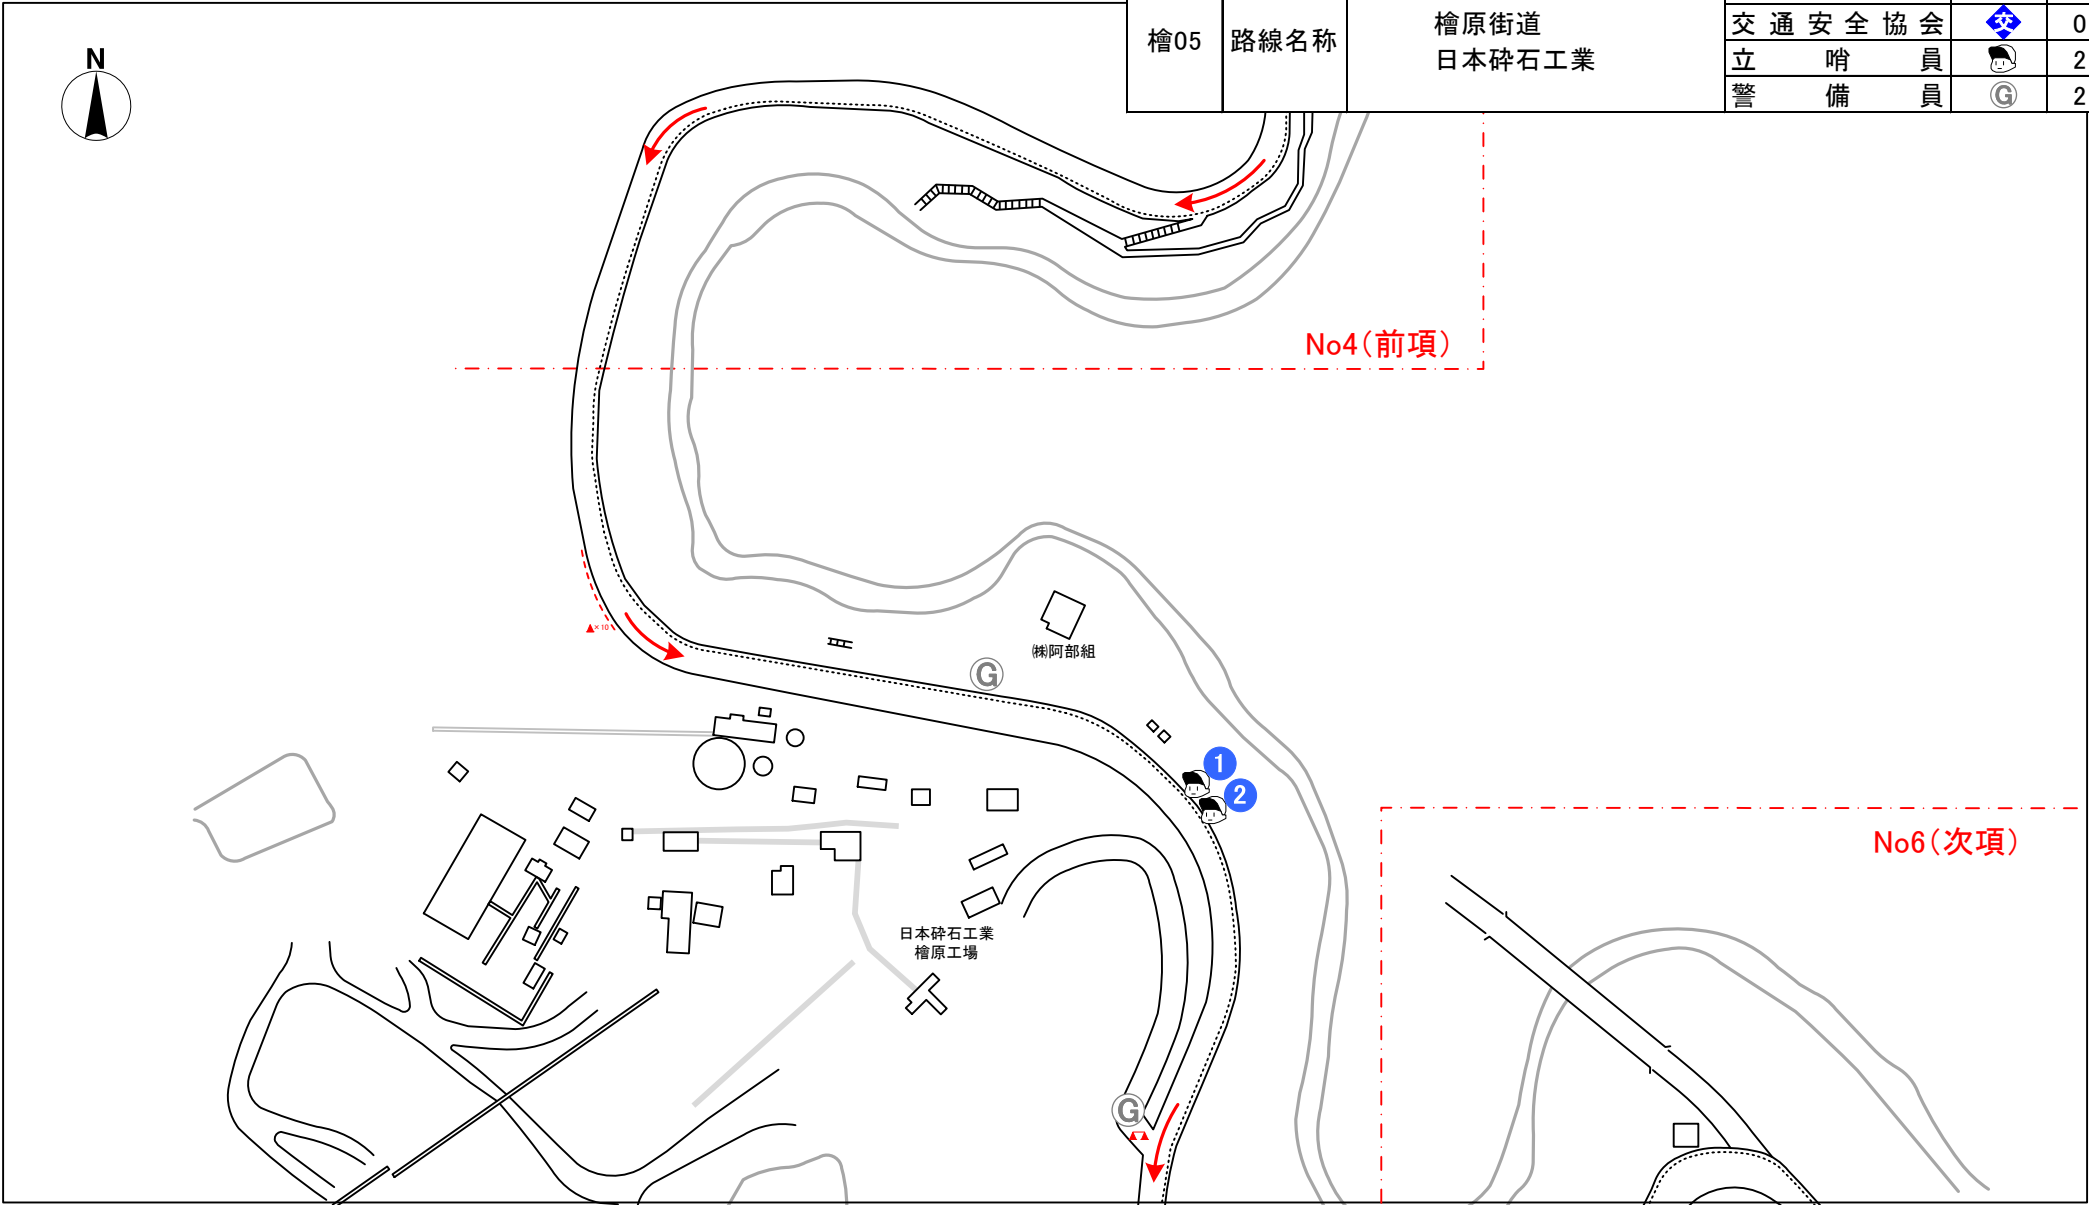 檜05
路線名称
檜原街道
日本砕石工業
交通安全協会 交 0
立哨員 2
警備員 G 2
N
No4(前項)
▲×10
㈱阿部組
G
1
2
No6(次項)
日本砕石工業
檜原工場
G